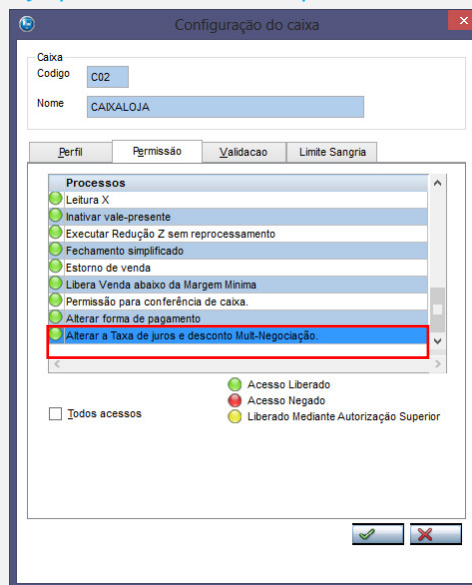 Configuração do caixa
Caixa
Codigo C02
Nome CAIXALOJA
Perfil Permissão Validacao Limite Sangria
Processos
Leitura X
Inativar vale-presente
Executar Redução Z sem reprocessamento
Fechamento simplificado
Estorno de venda
Libera Venda abaixo da Margem Minima
Permissão para conferência de caixa.
Alterar forma de pagamento
Alterar a Taxa de juros e desconto Mult-Negociação.
Acesso Liberado
Acesso Negado
Todos acessos
Liberado Mediante Autorização Superior